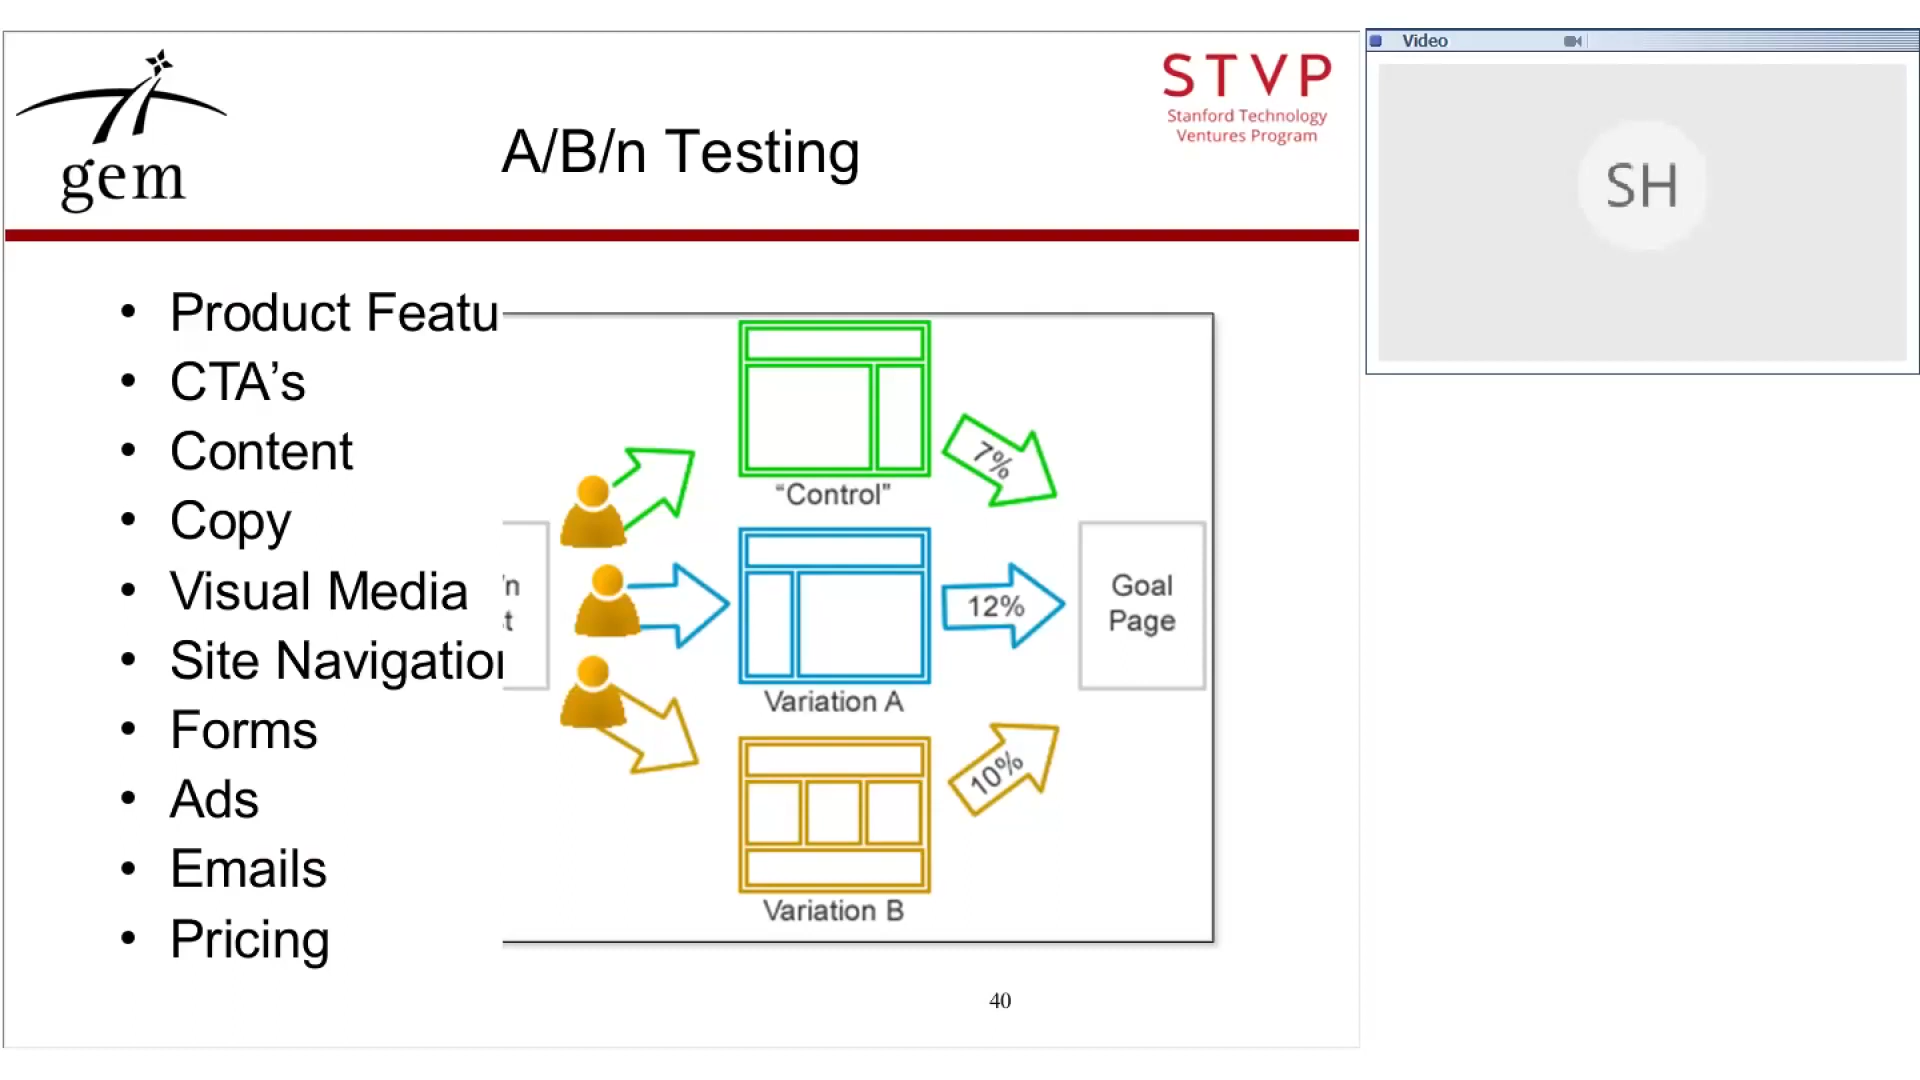 gem
A/B/n Testing
STVP
Stanford Technology
Ventures Program
Video
SH
• Product Featu
• CTA’s
• Content
• Copy
• Visual Media
• Site Navigation
• Forms
• Ads
• Emails
• Pricing
“Control”
7%
Variation A
12%
Variation B
10%
Goal
Page
40